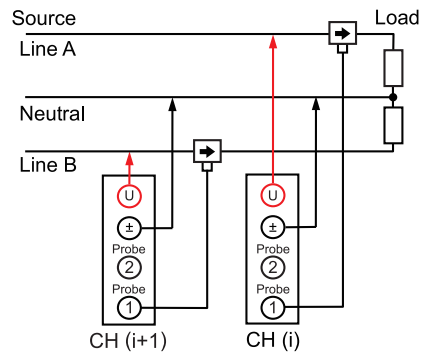 Source
Load
Line A
Neutral
Line B
U
±
Probe
2
Probe
1
CH (i+1)
U
±
Probe
2
Probe
1
CH (i)